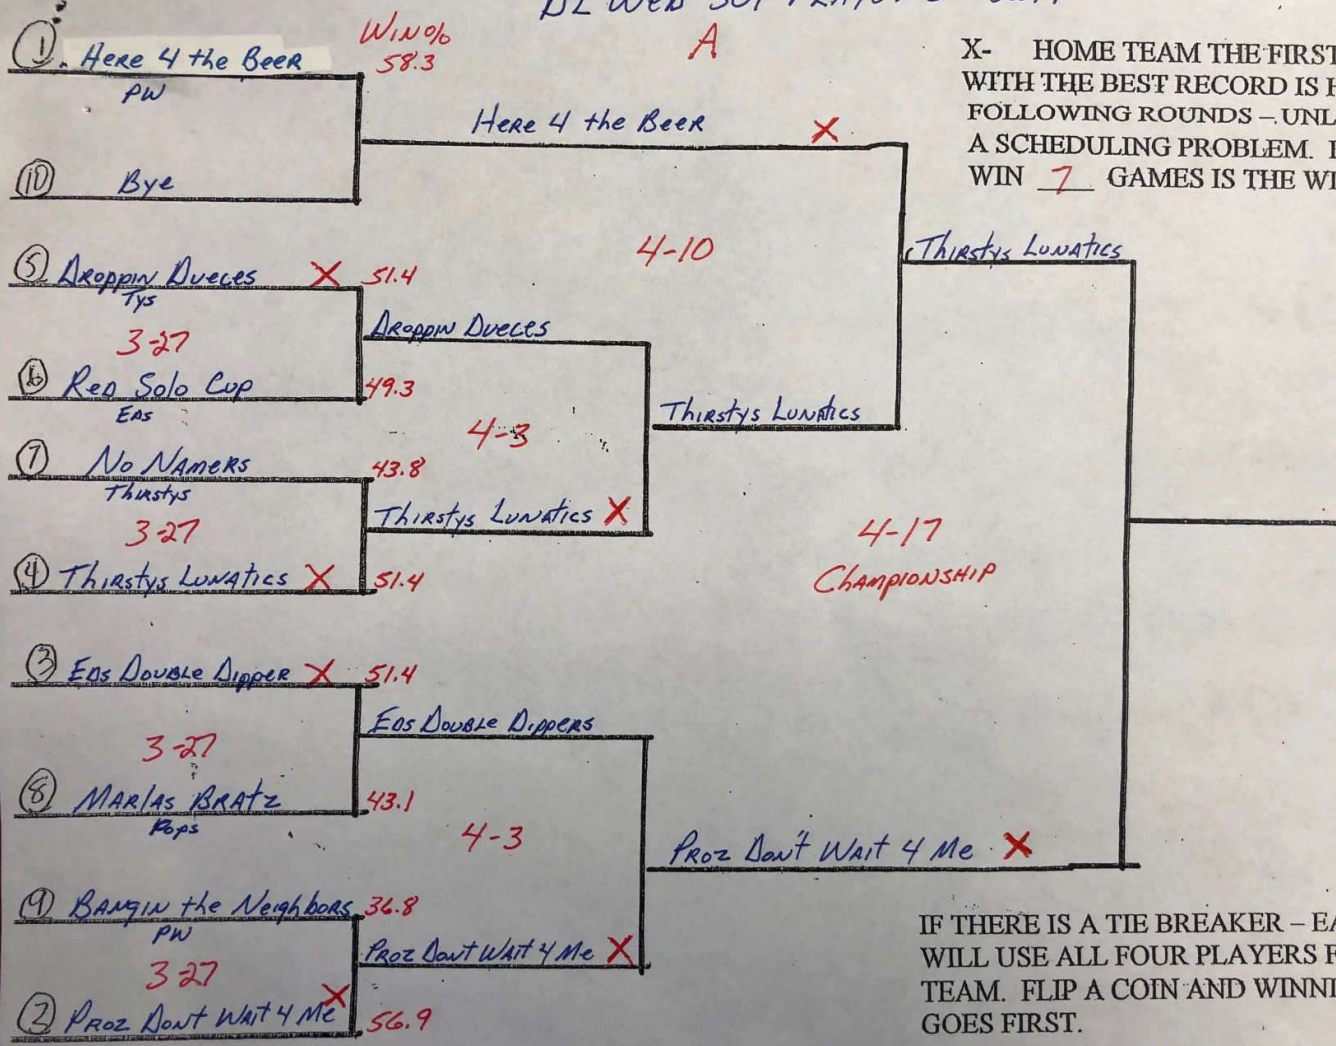 WIN%
A
① Here 4 the Beer 58.3
PW
Here 4 the Beer X
⑩ Bye
X- HOME TEAM THE FIRST
WITH THE BEST RECORD IS
FOLLOWING ROUNDS – UNL
A SCHEDULING PROBLEM.
WIN 7 GAMES IS THE WI
4-10
Thirstys Lunatics
⑤ Droppin Dueces X 51.4
Tys
3-27
Droppin Dueces
⑥ Red Solo Cup 49.3
Eds
4-3
Thirstys Lunatics
⑦ No Namers 43.8
Thirstys
3-27
Thirstys Lunatics X
④ Thirstys Lunatics X 51.4
4-17
Championship
③ Eds Double Dipper X 51.4
3-27
Eds Double Dippers
⑧ Marlas Bratz 43.1
Pops
4-3
Proz Don't Wait 4 Me X
⑨ Bangin the Neighbors 36.8
PW
3-27
Proz Dont Wait 4 Me X
② Proz Dont Wait 4 Me X 56.9
IF THERE IS A TIE BREAKER – EA
WILL USE ALL FOUR PLAYERS F
TEAM. FLIP A COIN AND WINNI
GOES FIRST.